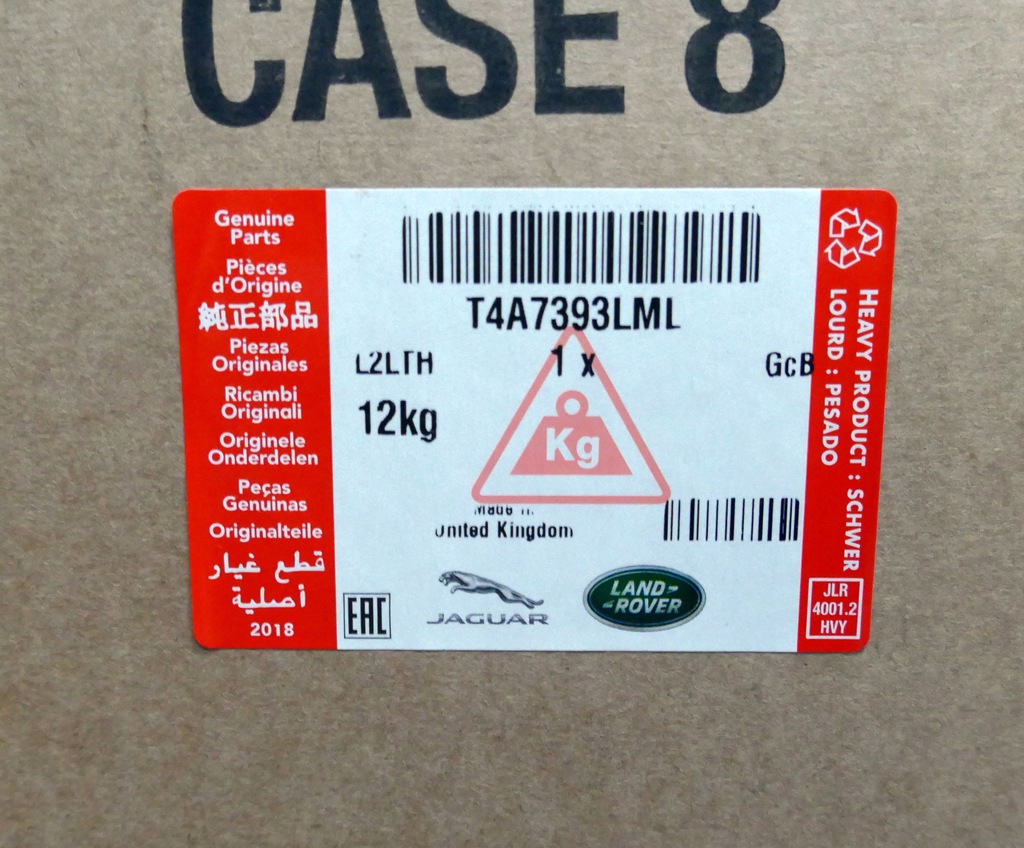 CASE 8
Genuine
Parts
Pièces
d'Origine
純正部品
Piezas
Originales
Ricambi
Originali
Originele
Onderdelen
Peças
Genuinas
Originalteile
قطع غيار
أصلية
2018
T4A7393LML
L2LTH 1 x GcB
12kg
Kg
Made in
United Kingdom
EAC
JAGUAR
LAND-
-ROVER
HEAVY PRODUCT : SCHWER
LOURD : PESADO
JLR
4001.2
HVY